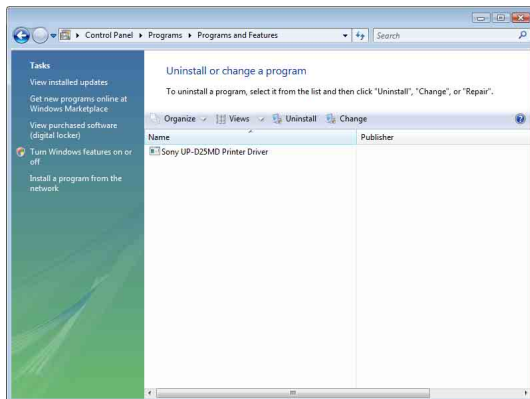 Control Panel ▸ Programs ▸ Programs and Features
Search
Tasks
View installed updates
Get new programs online at
Windows Marketplace
View purchased software
(digital locker)
Turn Windows features on or
off
Install a program from the
network
Uninstall or change a program
To uninstall a program, select it from the list and then click "Uninstall", "Change", or "Repair".
Organize Views Uninstall Change
Name Publisher
Sony UP-D25MD Printer Driver